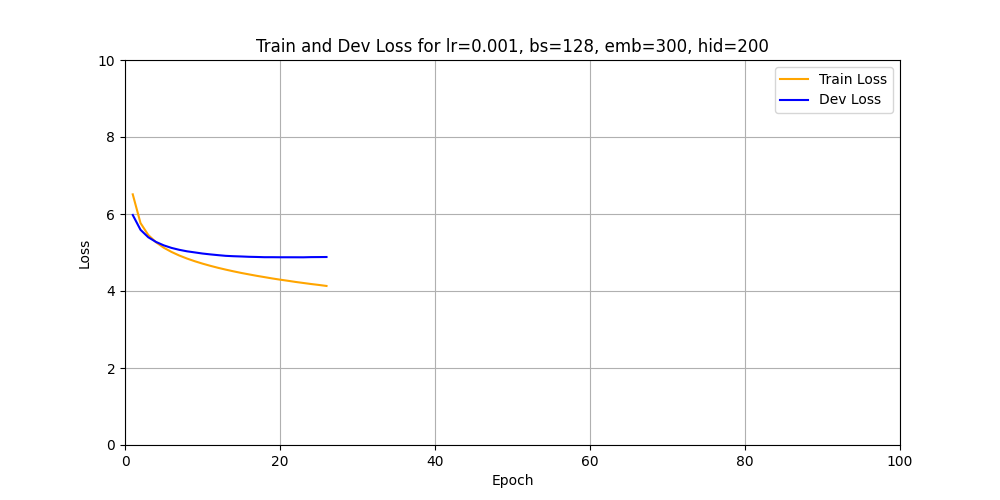 Train and Dev Loss for lr=0.001, bs=128, emb=300, hid=200
Train Loss
Dev Loss
Loss
10
8
6
4
2
0
0 20 40 60 80 100
Epoch